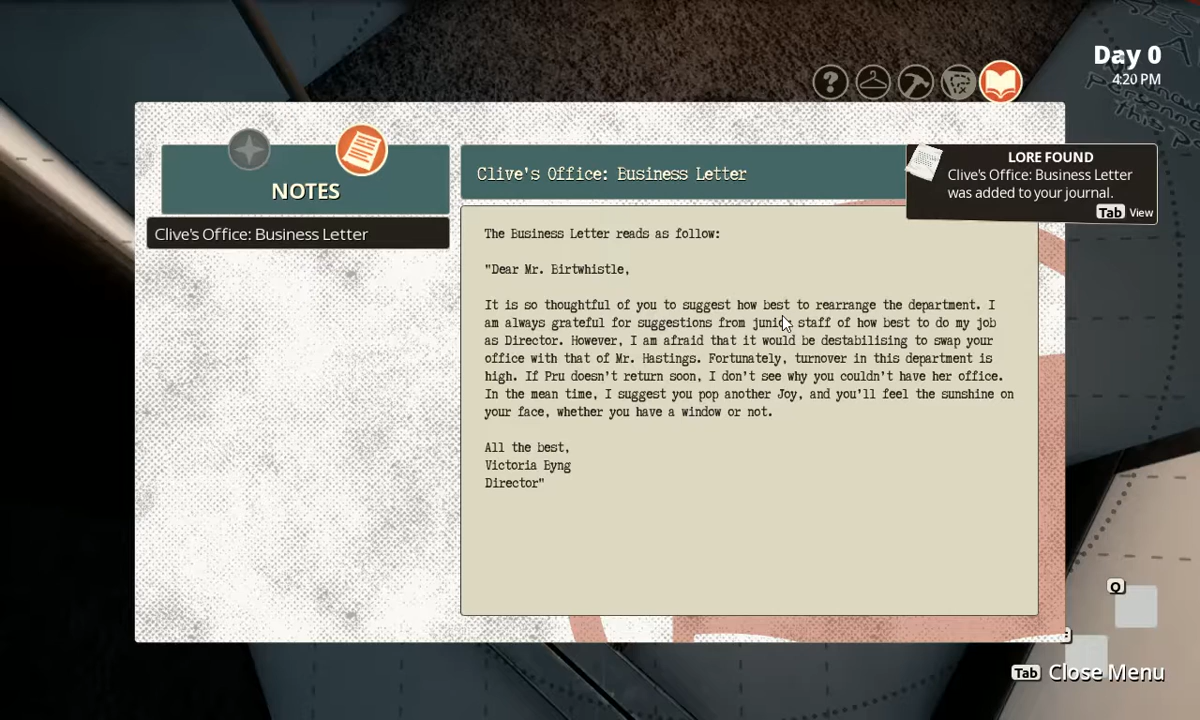 Day 0
4:20 PM
?
NOTES
Clive's Office: Business Letter
Clive's Office: Business Letter
LORE FOUND
Clive's Office: Business Letter
was added to your journal.
Tab View
The Business Letter reads as follow:
"Dear Mr. Birtwhistle,
It is so thoughtful of you to suggest how best to rearrange the department. I
am always grateful for suggestions from junior staff of how best to do my job
as Director. However, I am afraid that it would be destabilising to swap your
office with that of Mr. Hastings. Fortunately, turnover in this department is
high. If Pru doesn't return soon, I don't see why you couldn't have her office.
In the mean time, I suggest you pop another Joy, and you'll feel the sunshine on
your face, whether you have a window or not.
All the best,
Victoria Byng
Director"
Q
Tab Close Menu